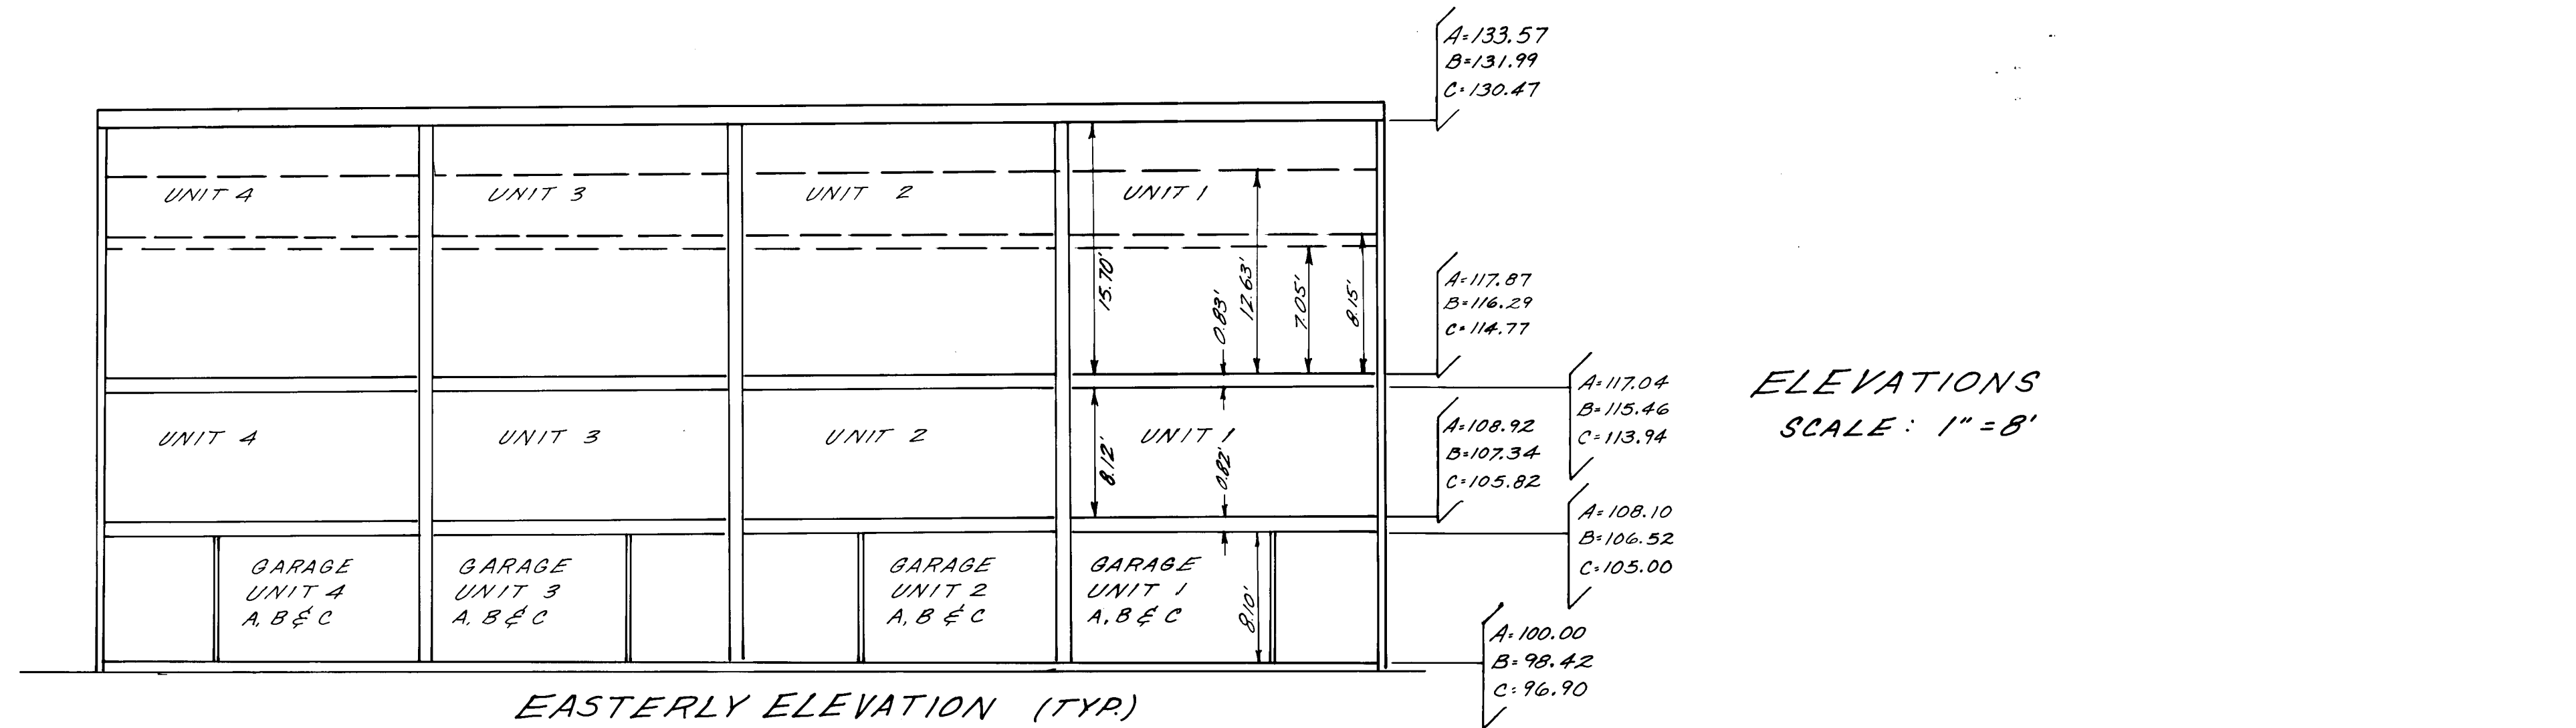 A=133.57
B=131.99
C=130.47
UNIT 4
UNIT 3
UNIT 2
UNIT 1
15.70'
0.83'
12.63'
7.05'
8.15'
A=117.87
B=116.29
C=114.77
A=117.04
B=115.46
C=113.94
ELEVATIONS
SCALE: 1"=8'
UNIT 4
UNIT 3
UNIT 2
UNIT 1
8.12'
0.82'
A=108.92
B=107.34
C=105.82
A=108.10
B=106.52
C=105.00
GARAGE
UNIT 4
A, B & C
GARAGE
UNIT 3
A, B & C
GARAGE
UNIT 2
A, B & C
GARAGE
UNIT 1
A, B & C
8.10'
A=100.00
B=98.42
C=96.90
EASTERLY ELEVATION (TYP.)